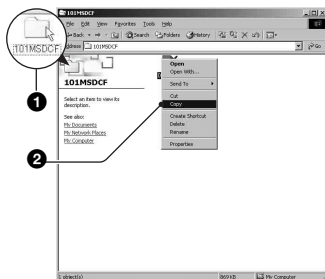 101MSDCF
File Edit View Favorites Tools Help
Back
Search Folders History
Address 101MSDCF
Go
101MSDCF
1
Select an item to view its
description.
See also:
My Documents
My Network Places
My Computer
2
Open
Open With...
Send To
Cut
Copy
Create Shortcut
Delete
Rename
Properties
1 object(s)
869 KB
My Computer